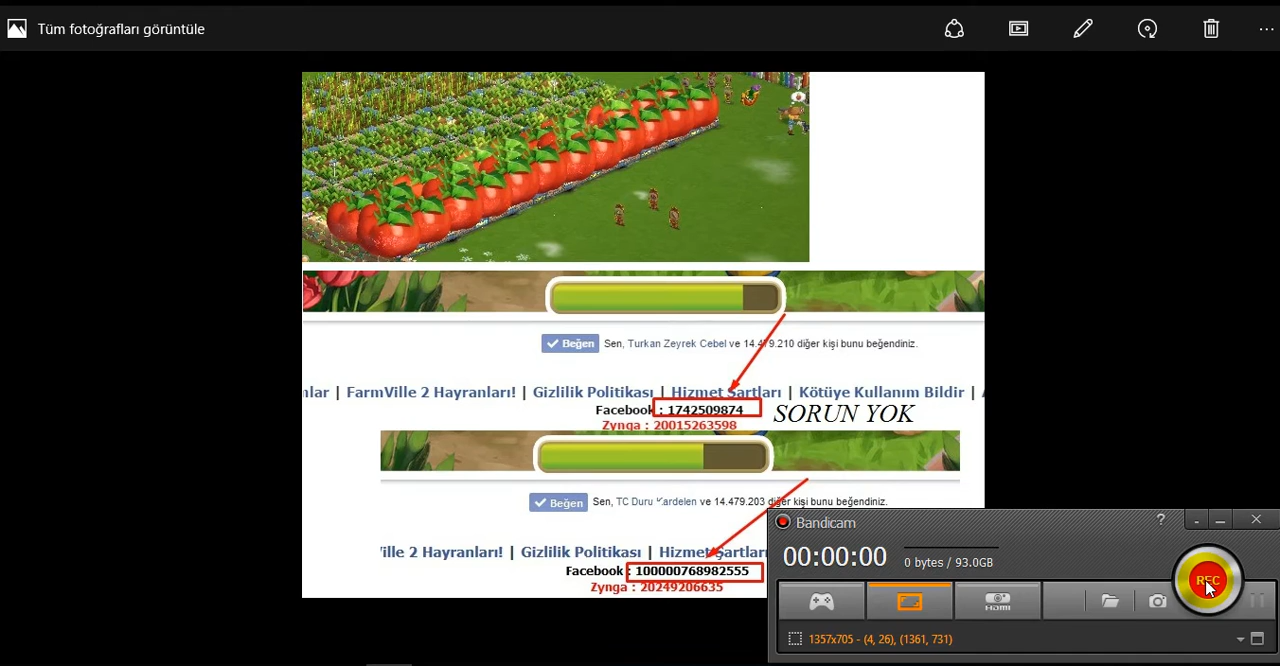 Tüm fotoğrafları görüntüle
Beğen Sen, Turkan Zeyrek Cebel ve 14.479.210 diğer kişi bunu beğendiniz.
nlar | FarmVille 2 Hayranları! | Gizlilik Politikası | Hizmet Şartları | Kötüye Kullanım Bildir |
Facebook : 1742509874 SORUN YOK
Zynga : 20015263598
Beğen Sen, TC Duru Kardelen ve 14.479.203 diğer kişi bunu beğendiniz.
'ille 2 Hayranları! | Gizlilik Politikası | Hizmet Şartları
Facebook : 100000768982555
Zynga : 20249206635
Bandicam ?
00:00:00 0 bytes / 93.0GB
REC
HDMI
1357x705 - (4, 26), (1361, 731)